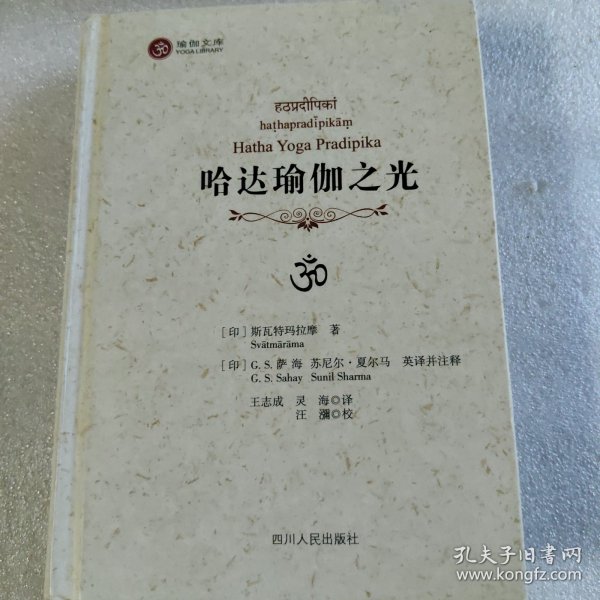 瑜伽文库
YOGA LIBRARY
हठप्रदीपिकां
haṭhapradīpikāṃ
Hatha Yoga Pradipika
哈达瑜伽之光
ॐ
[印] 斯瓦特玛拉摩 著
Svātmārāma
[印] G. S. 萨海 苏尼尔·夏尔马 英译并注释
G. S. Sahay Sunil Sharma
王志成 灵海◎译
汪瀰◎校
四川人民出版社
孔夫子旧书网
www.kongfz.com